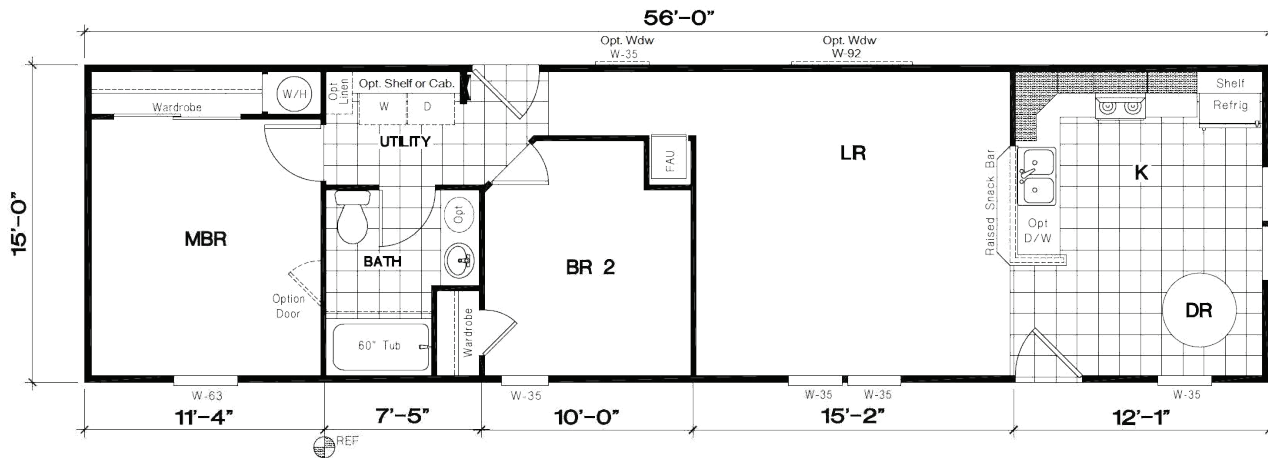 56'-0"
Opt. Wdw
W-35
Opt. Wdw
W-92
15'-0"
Wardrobe
W/H
Opt
Linen
Opt. Shelf or Cab.
W
D
UTILITY
FAU
LR
Shelf
Refrig
K
Raised Snack Bar
Opt
D/W
MBR
Option
Door
BATH
Opt
60" Tub
Wardrobe
BR 2
DR
W-63
W-35
W-35
W-35
W-35
11'-4"
7'-5"
10'-0"
15'-2"
12'-1"
REF